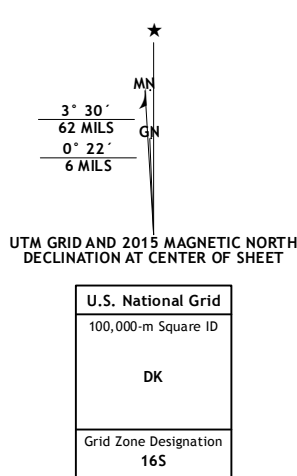 ★
MN
3° 30´
62 MILS
GN
0° 22´
6 MILS
UTM GRID AND 2015 MAGNETIC NORTH
DECLINATION AT CENTER OF SHEET
U.S. National Grid
100,000-m Square ID
DK
Grid Zone Designation
16S